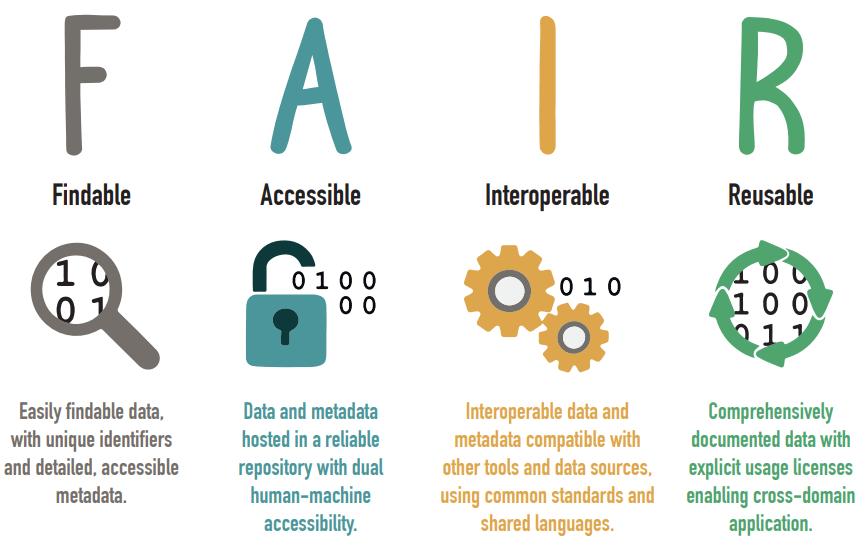 F A I R
Findable Accessible Interoperable Reusable
1 0
0 1
0 1 0 0
0 0
0 1 0
1 0 0
1 0 0
0 1 1
Easily findable data,
with unique identifiers
and detailed, accessible
metadata.
Data and metadata
hosted in a reliable
repository with dual
human-machine
accessibility.
Interoperable data and
metadata compatible with
other tools and data sources,
using common standards and
shared languages.
Comprehensively
documented data with
explicit usage licenses
enabling cross-domain
application.